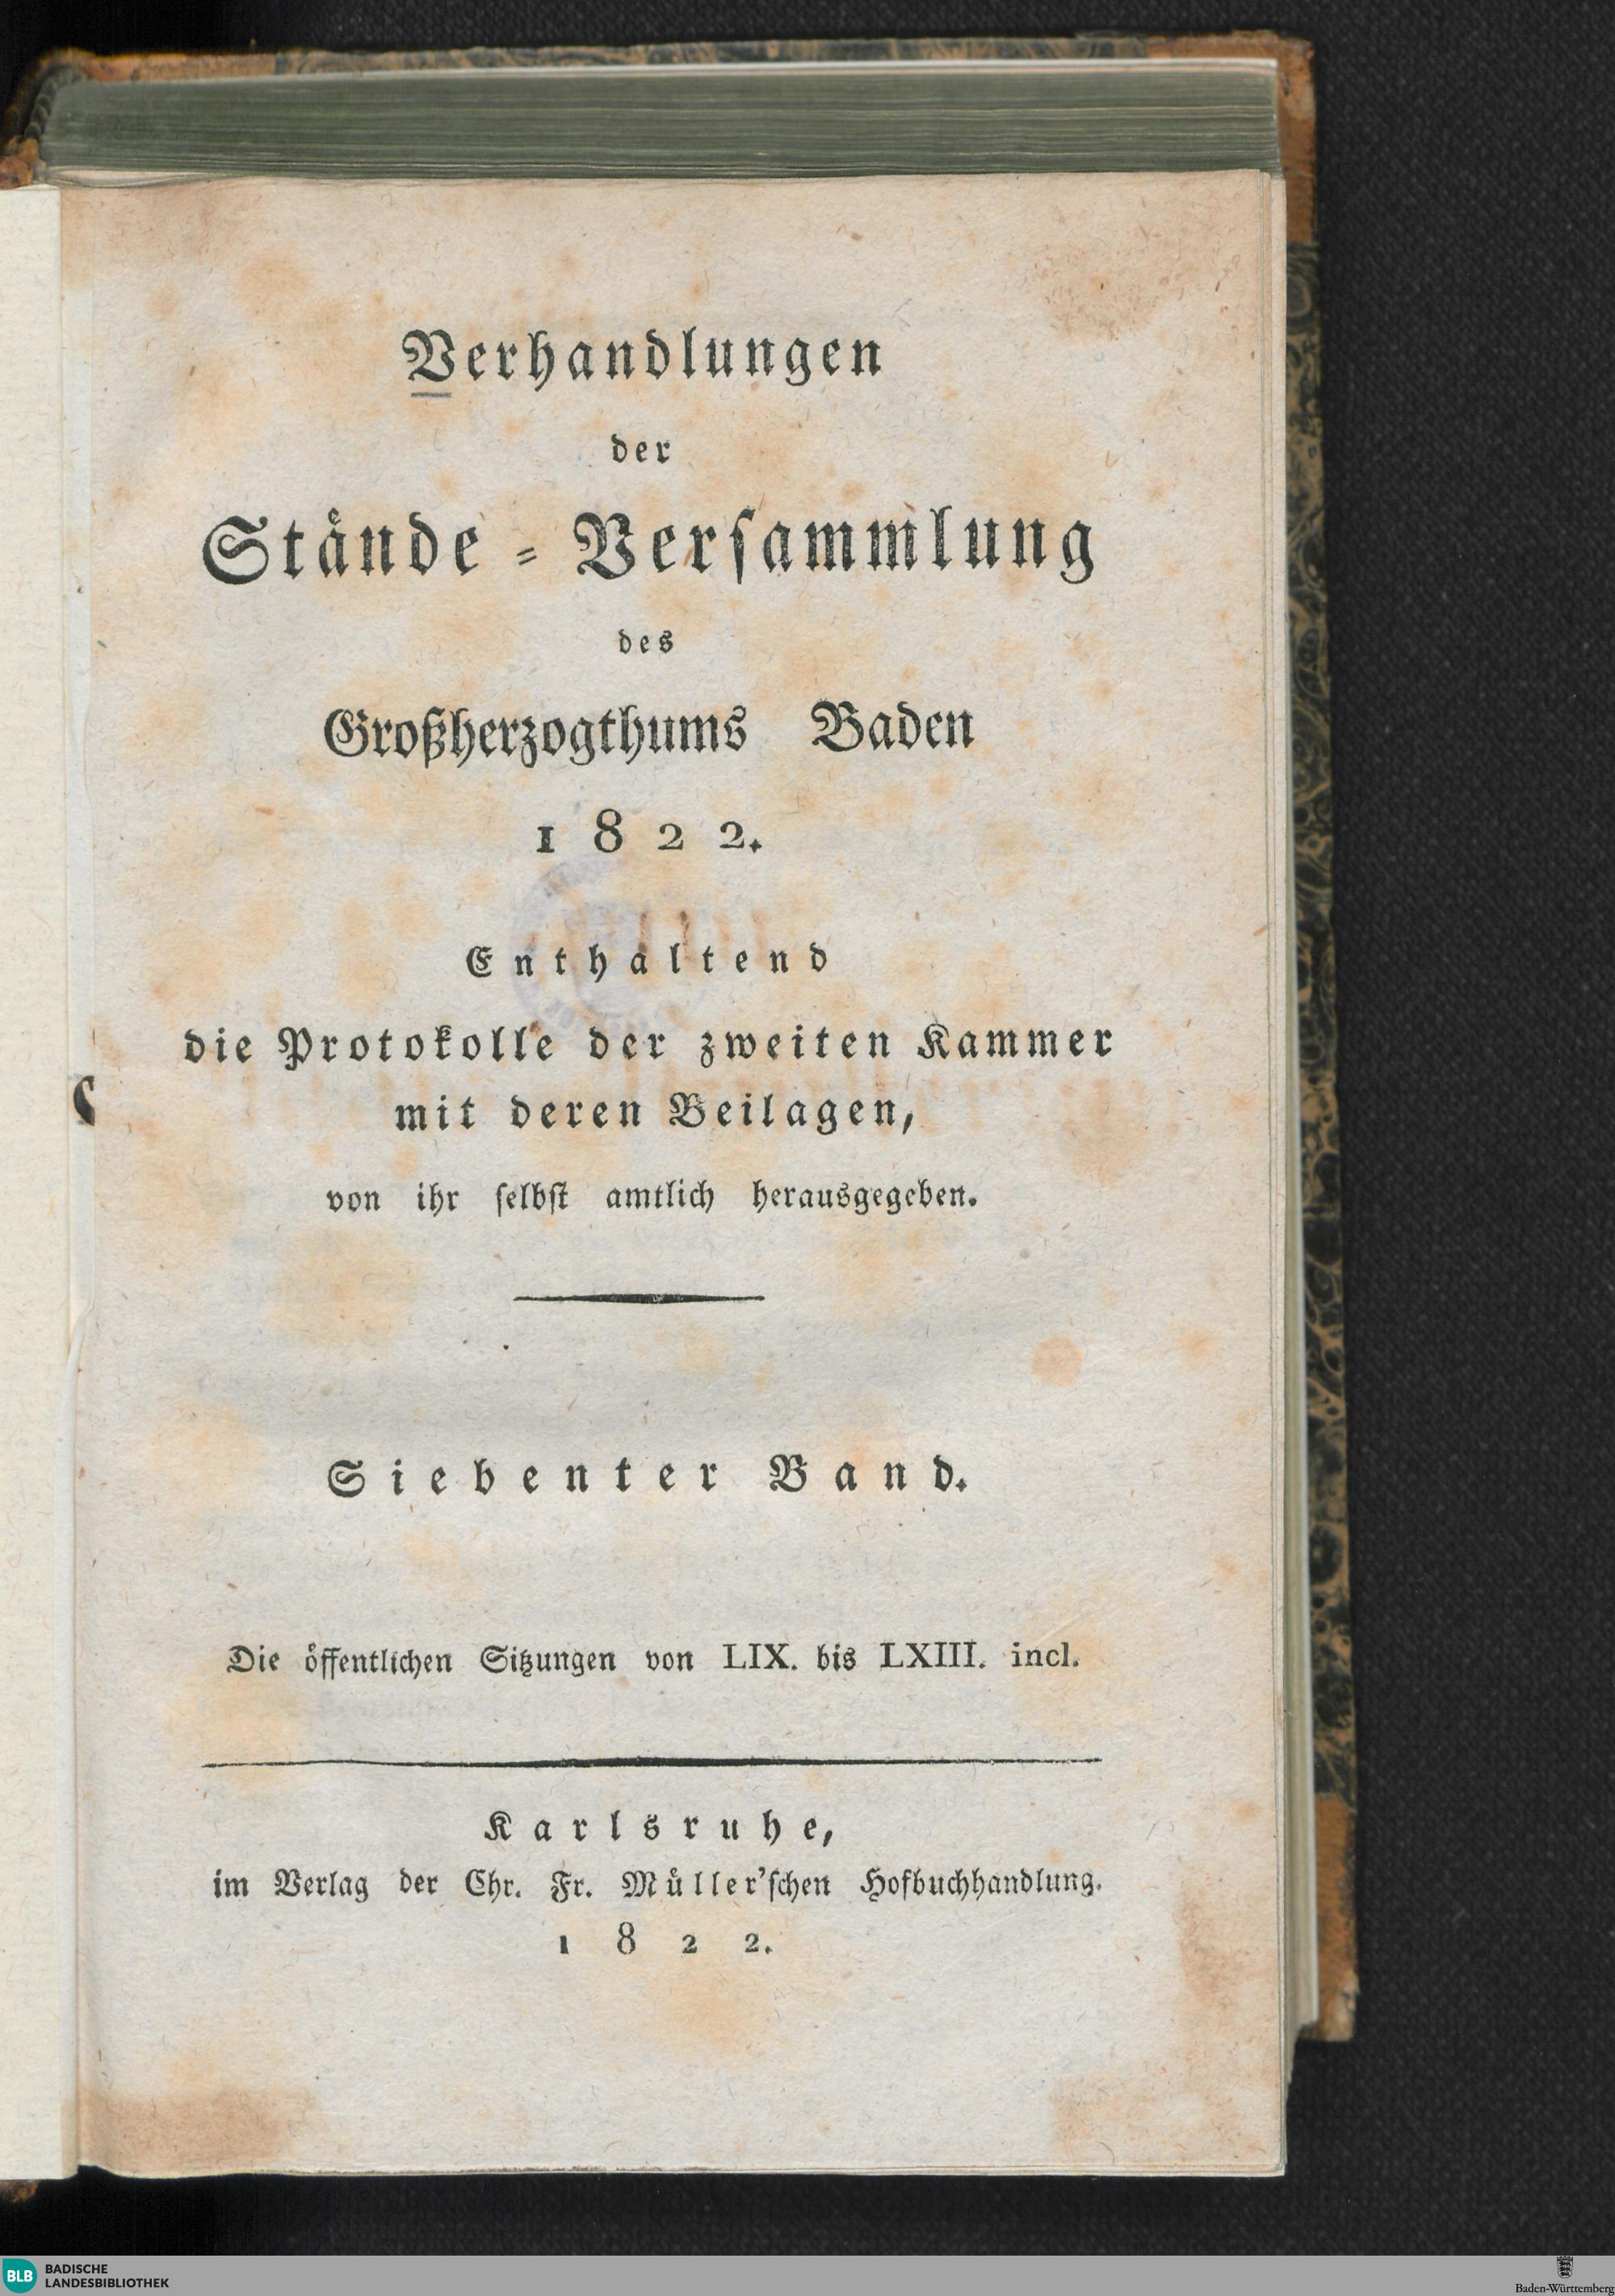 Verhandlungen
der
Stände-Versammlung
des
Großherzogthums Baden
1822.
Enthaltend
die Protokolle der zweiten Kammer
mit deren Beilagen,
von ihr selbst amtlich herausgegeben.
Siebenter Band.
Die öffentlichen Sitzungen von LIX. bis LXIII. incl.
Karlsruhe,
im Verlag der Chr. Fr. Müller'schen Hofbuchhandlung.
1822.
BLB BADISCHE
LANDESBIBLIOTHEK
Baden-Württemberg